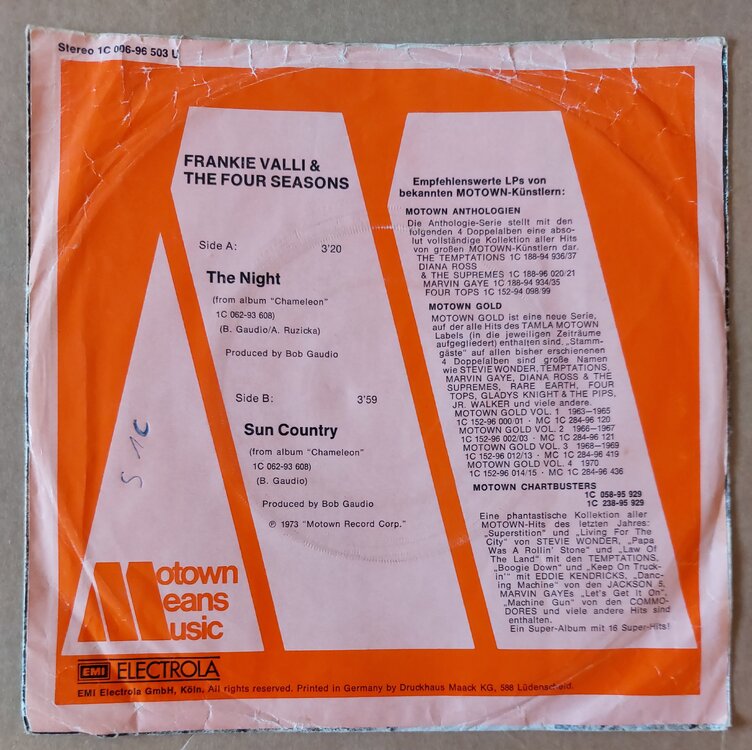 Stereo 1C 006-96 503 U
FRANKIE VALLI &
THE FOUR SEASONS
Side A: 3'20
The Night
(from album "Chameleon"
1C 062-93 608)
(B. Gaudio/A. Ruzicka)
Produced by Bob Gaudio
Side B: 3'59
Sun Country
(from album "Chameleon"
1C 062-93 608)
(B. Gaudio)
Produced by Bob Gaudio
℗ 1973 "Motown Record Corp."
Empfehlenswerte LPs von
bekannten MOTOWN-Künstlern:
MOTOWN ANTHOLOGIEN
Die Anthologie-Serie stellt mit den
folgenden 4 Doppelalben eine abso-
lut vollständige Kollektion aller Hits
von großen MOTOWN-Künstlern dar.
THE TEMPTATIONS 1C 188-94 936/37
DIANA ROSS
& THE SUPREMES 1C 188-96 020/21
MARVIN GAYE 1C 188-94 934/35
FOUR TOPS 1C 152-94 098/99
MOTOWN GOLD
MOTOWN GOLD ist eine neue Serie,
auf der alle Hits des TAMLA MOTOWN
Labels (in die jeweiligen Zeiträume
aufgegliedert) enthalten sind. „Stamm-
gäste" auf allen bisher erschienenen
4 Doppelalben sind große Namen
wie STEVIE WONDER, TEMPTATIONS,
MARVIN GAYE, DIANA ROSS & THE
SUPREMES, RARE EARTH, FOUR
TOPS, GLADYS KNIGHT & THE PIPS,
JR. WALKER und viele andere.
MOTOWN GOLD VOL. 1 1963—1965
1C 152-96 000/01 · MC 1C 284-96 120
MOTOWN GOLD VOL. 2 1966—1967
1C 152-96 002/03 · MC 1C 284-96 121
MOTOWN GOLD VOL. 3 1968—1969
1C 152-96 012/13 · MC 1C 284-96 419
MOTOWN GOLD VOL. 4 1970
1C 152-96 014/15 · MC 1C 284-96 436
MOTOWN CHARTBUSTERS
1C 058-95 929
1C 238-95 929
Eine phantastische Kollektion aller
MOTOWN-Hits des letzten Jahres:
„Superstition" und „Living For The
City" von STEVIE WONDER, „Papa
Was A Rollin' Stone" und „Law Of
The Land" mit den TEMPTATIONS,
„Boogie Down" und „Keep On Truck-
in'" mit EDDIE KENDRICKS, „Danc-
ing Machine" von den JACKSON 5,
MARVIN GAYEs „Let's Get It On",
„Machine Gun" von den COMMO-
DORES und viele andere Hits sind
enthalten.
Ein Super-Album mit 16 Super-Hits!
Motown
Means
Music
EMI ELECTROLA
EMI Electrola GmbH, Köln. All rights reserved. Printed in Germany by Druckhaus Maack KG, 588 Lüdenscheid.